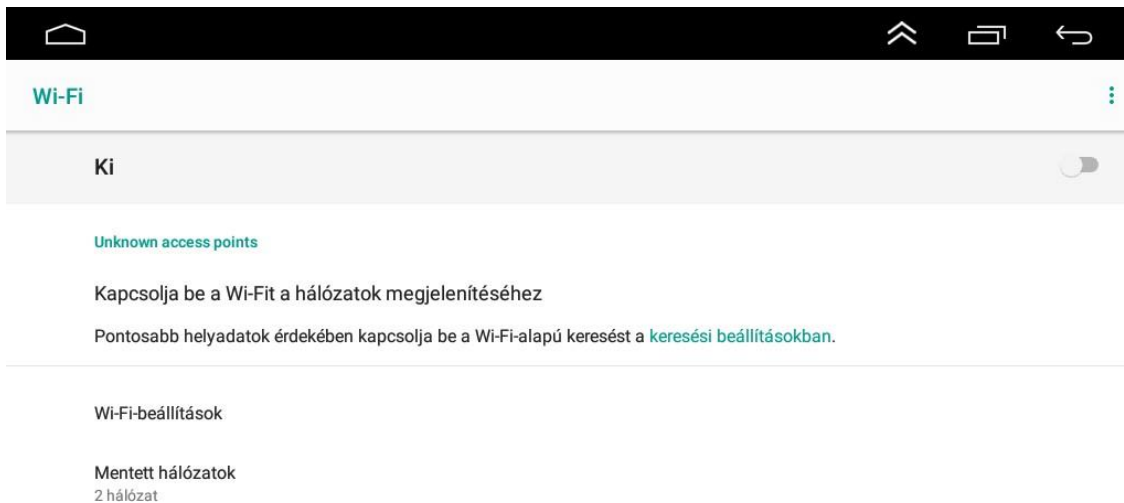 Wi-Fi
Ki
Unknown access points
Kapcsolja be a Wi-Fit a hálózatok megjelenítéséhez
Pontosabb helyadatok érdekében kapcsolja be a Wi-Fi-alapú keresést a keresési beállításokban.
Wi-Fi-beállítások
Mentett hálózatok
2 hálózat